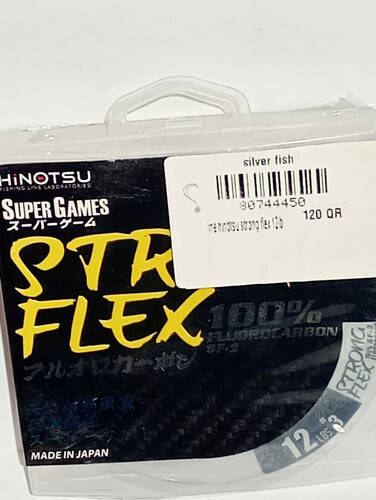 HiNOTSU
FISHING LINE LABORATORIES
SUPER GAMES
スーパーゲーム
STR
FLEX
100%
FLUOROCARBON
SF-2
フルオロカーボン
MADE IN JAPAN
silver fish
80744450
120 QR
ine hinotsu strong flex 12lb
STRONG
FLEX
12
LBS